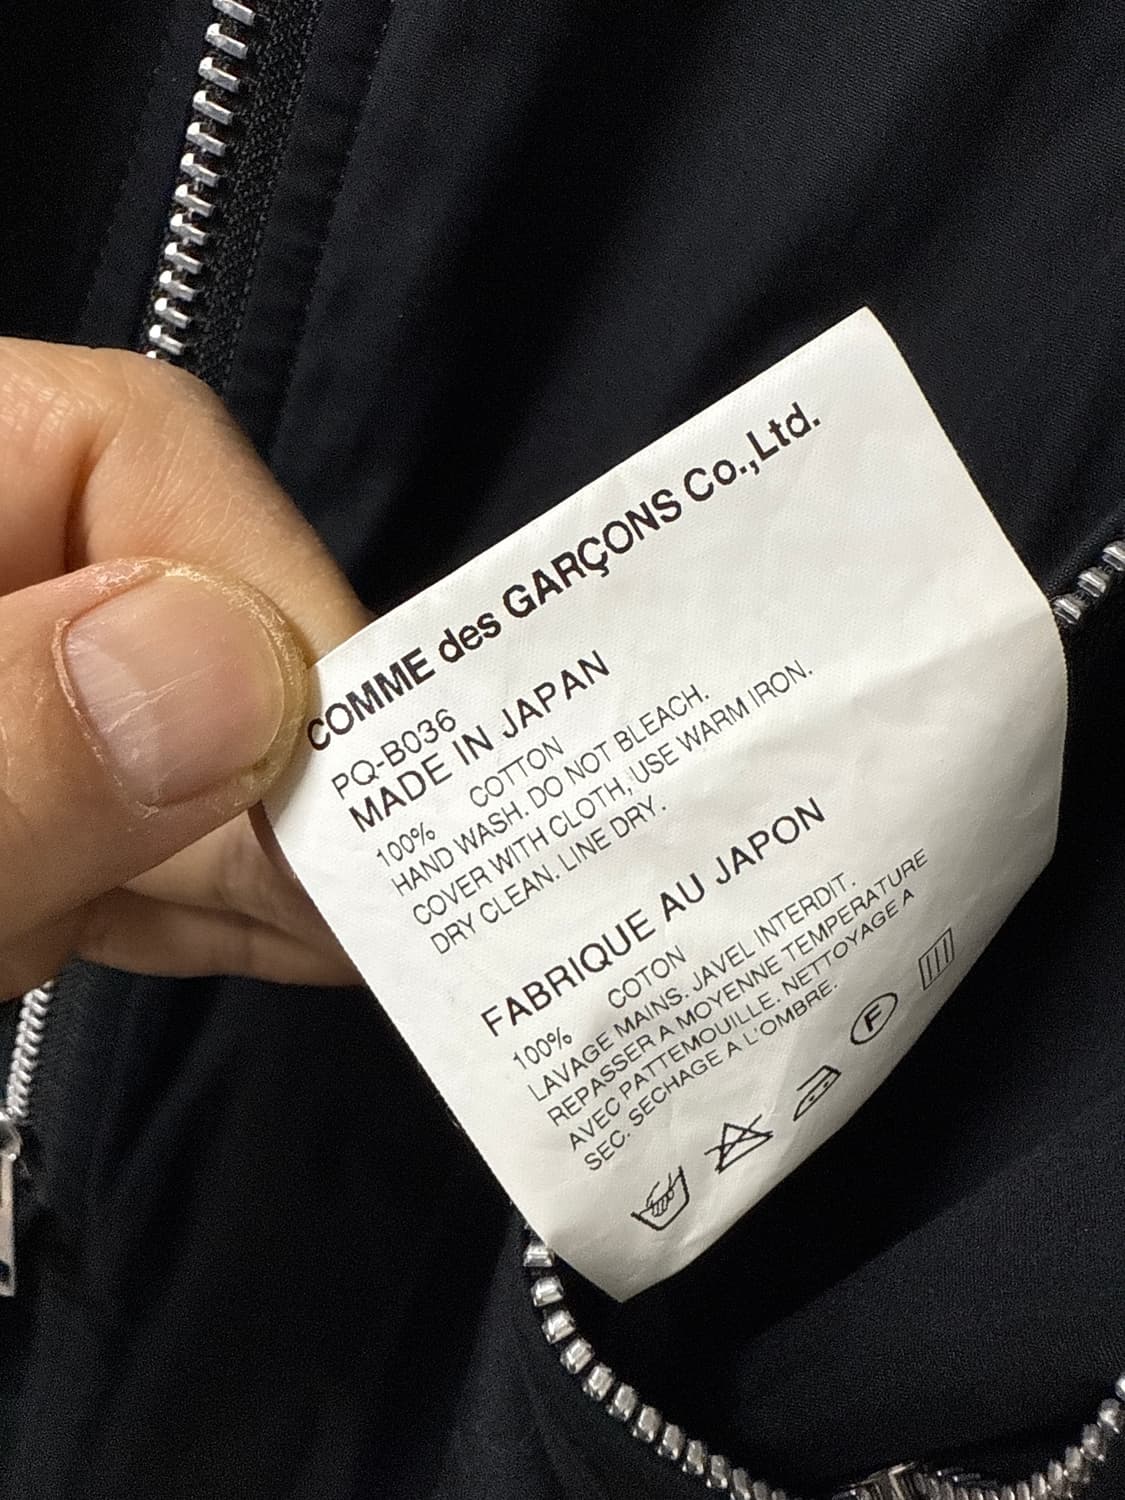 COMME des GARÇONS Co.,Ltd.
PQ-B036
MADE IN JAPAN
100% COTTON
HAND WASH. DO NOT BLEACH.
COVER WITH CLOTH, USE WARM IRON.
DRY CLEAN. LINE DRY.
FABRIQUE AU JAPON
100% COTON
LAVAGE MAINS. JAVEL INTERDIT.
REPASSER A MOYENNE TEMPERATURE
AVEC PATTEMOUILLE. NETTOYAGE A
SEC. SECHAGE A L'OMBRE.
F